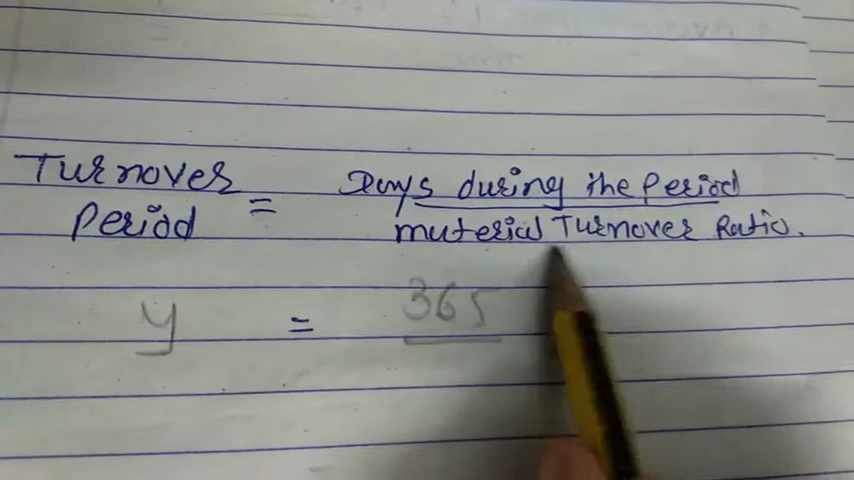 Turnover
Period = Days during the Period
material Turnover Ratio.
y = 365